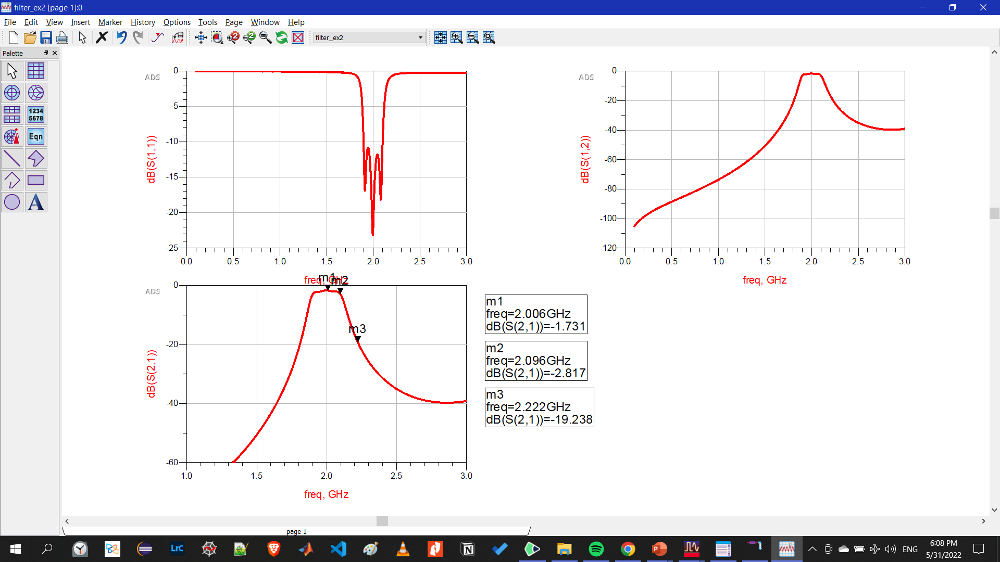 filter_ex2 [page 1]:0
File Edit View Insert Marker History Options Tools Page Window Help
filter_ex2
Palette
1234
5678
Eqn
A
ADS
0
-5
-10
-15
-20
-25
dB(S(1,1))
0.0 0.5 1.0 1.5 2.0 2.5 3.0
freq, GHz
ADS
0
-20
-40
-60
-80
-100
-120
dB(S(1,2))
0.0 0.5 1.0 1.5 2.0 2.5 3.0
freq, GHz
ADS
0
-20
-40
-60
dB(S(2,1))
m1
m2
m3
1.0 1.5 2.0 2.5 3.0
freq, GHz
m1
freq=2.006GHz
dB(S(2,1))=-1.731
m2
freq=2.096GHz
dB(S(2,1))=-2.817
m3
freq=2.222GHz
dB(S(2,1))=-19.238
page 1
LrC
ENG
6:08 PM
5/31/2022